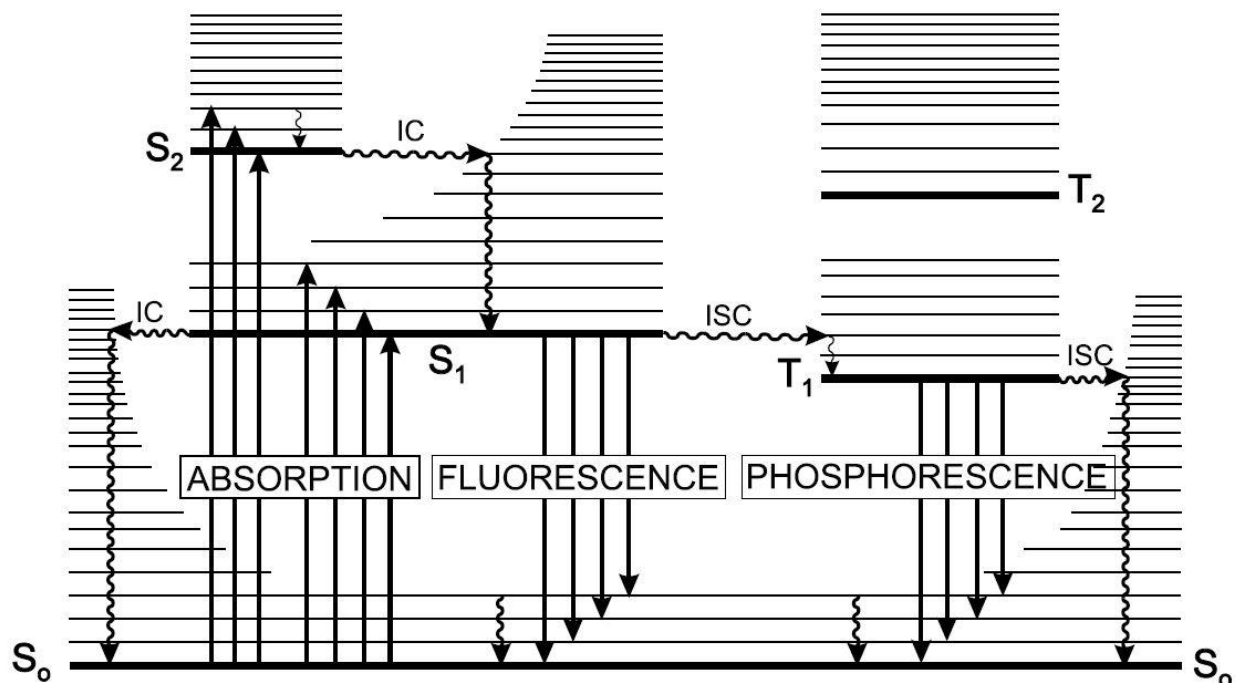 S2
IC
T2
IC
ISC
S1
T1
ISC
ABSORPTION
FLUORESCENCE
PHOSPHORESCENCE
So
So